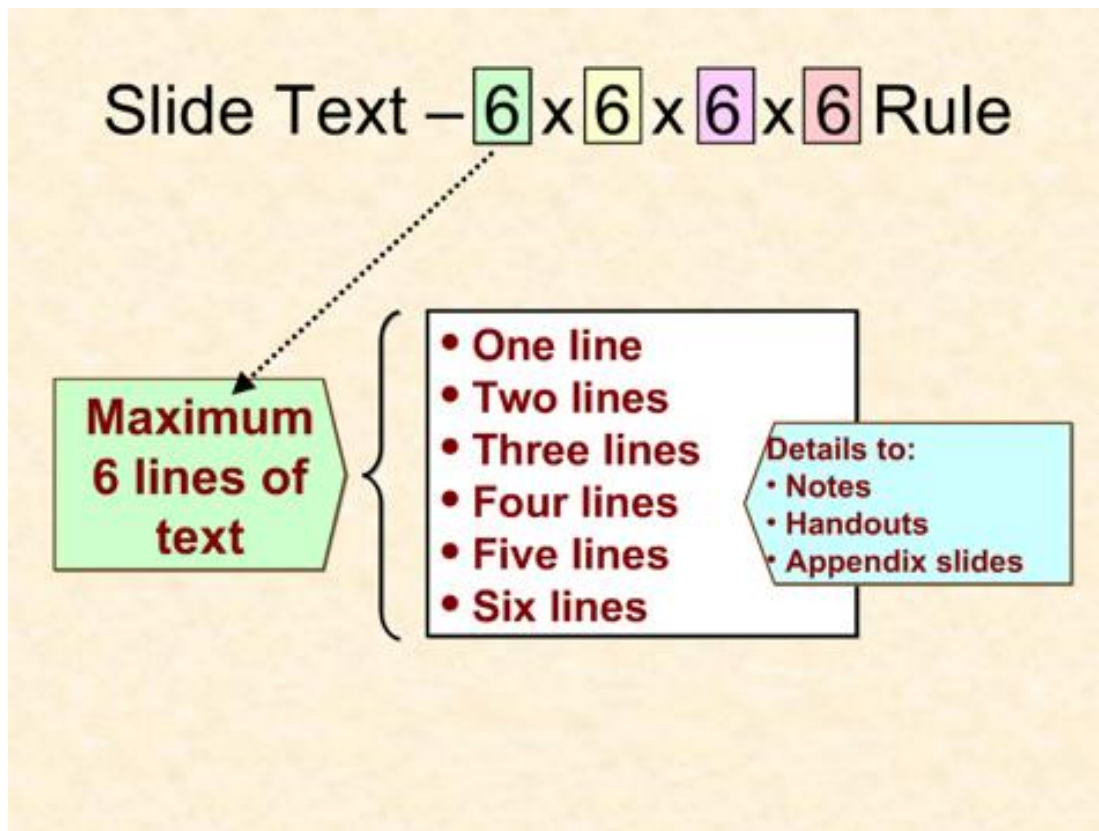 Slide Text – 6 x 6 x 6 x 6 Rule
Maximum
6 lines of
text
• One line
• Two lines
• Three lines
• Four lines
• Five lines
• Six lines
Details to:
• Notes
• Handouts
• Appendix slides